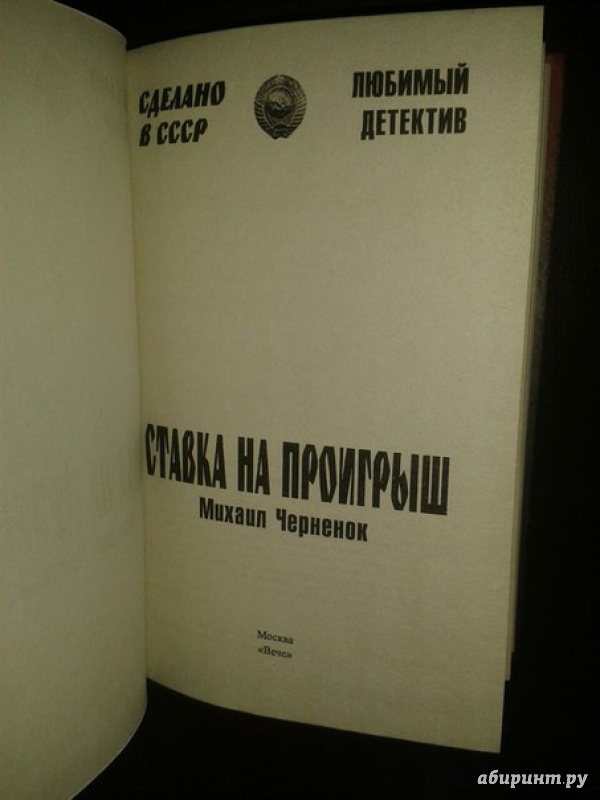 СДЕЛАНО
В СССР
ЛЮБИМЫЙ
ДЕТЕКТИВ
СТАВКА НА ПРОИГРЫШ
Михаил Черненок
Москва
«Вече»
абиринт.ру